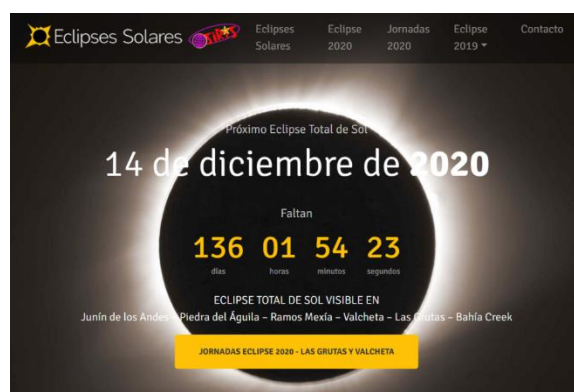 Eclipses Solares
Eclipses Solares
Eclipse 2020
Jornadas 2020
Eclipse 2019
Contacto
Próximo Eclipse Total de Sol
14 de diciembre de 2020
Faltan
136 01 54 23
días horas minutos segundos
ECLIPSE TOTAL DE SOL VISIBLE EN
Junín de los Andes – Piedra del Águila – Ramos Mexía – Valcheta – Las Grutas – Bahía Creek
JORNADAS ECLIPSE 2020 - LAS GRUTAS Y VALCHETA